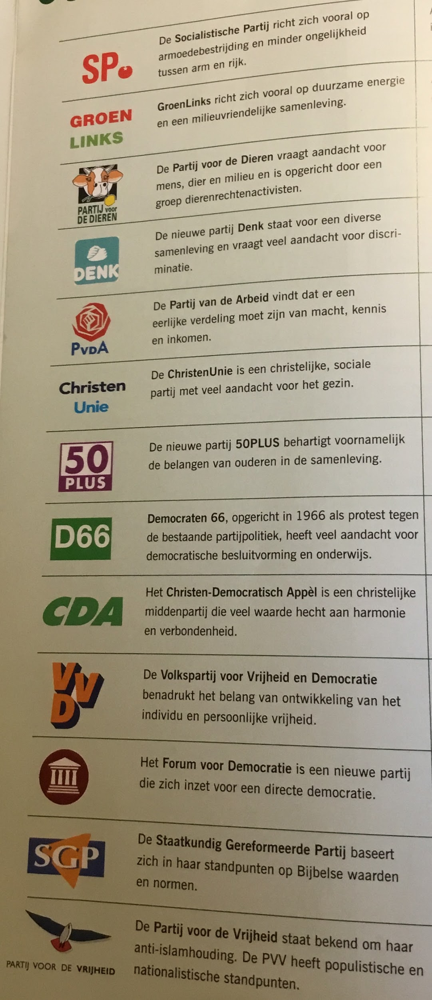 SP
De Socialistische Partij richt zich vooral op
armoedebestrijding en minder ongelijkheid
tussen arm en rijk.
GROEN
LINKS
GroenLinks richt zich vooral op duurzame energie
en een milieuvriendelijke samenleving.
PARTIJ voor
DE DIEREN
De Partij voor de Dieren vraagt aandacht voor
mens, dier en milieu en is opgericht door een
groep dierenrechtenactivisten.
DENK
De nieuwe partij Denk staat voor een diverse
samenleving en vraagt veel aandacht voor discri-
minatie.
PvdA
De Partij van de Arbeid vindt dat er een
eerlijke verdeling moet zijn van macht, kennis
en inkomen.
Christen
Unie
De ChristenUnie is een christelijke, sociale
partij met veel aandacht voor het gezin.
50
PLUS
De nieuwe partij 50PLUS behartigt voornamelijk
de belangen van ouderen in de samenleving.
D66
Democraten 66, opgericht in 1966 als protest tegen
de bestaande partijpolitiek, heeft veel aandacht voor
democratische besluitvorming en onderwijs.
CDA
Het Christen-Democratisch Appèl is een christelijke
middenpartij die veel waarde hecht aan harmonie
en verbondenheid.
VVD
De Volkspartij voor Vrijheid en Democratie
benadrukt het belang van ontwikkeling van het
individu en persoonlijke vrijheid.
Het Forum voor Democratie is een nieuwe partij
die zich inzet voor een directe democratie.
SGP
De Staatkundig Gereformeerde Partij baseert
zich in haar standpunten op Bijbelse waarden
en normen.
PARTIJ VOOR DE VRIJHEID
De Partij voor de Vrijheid staat bekend om haar
anti-islamhouding. De PVV heeft populistische en
nationalistische standpunten.